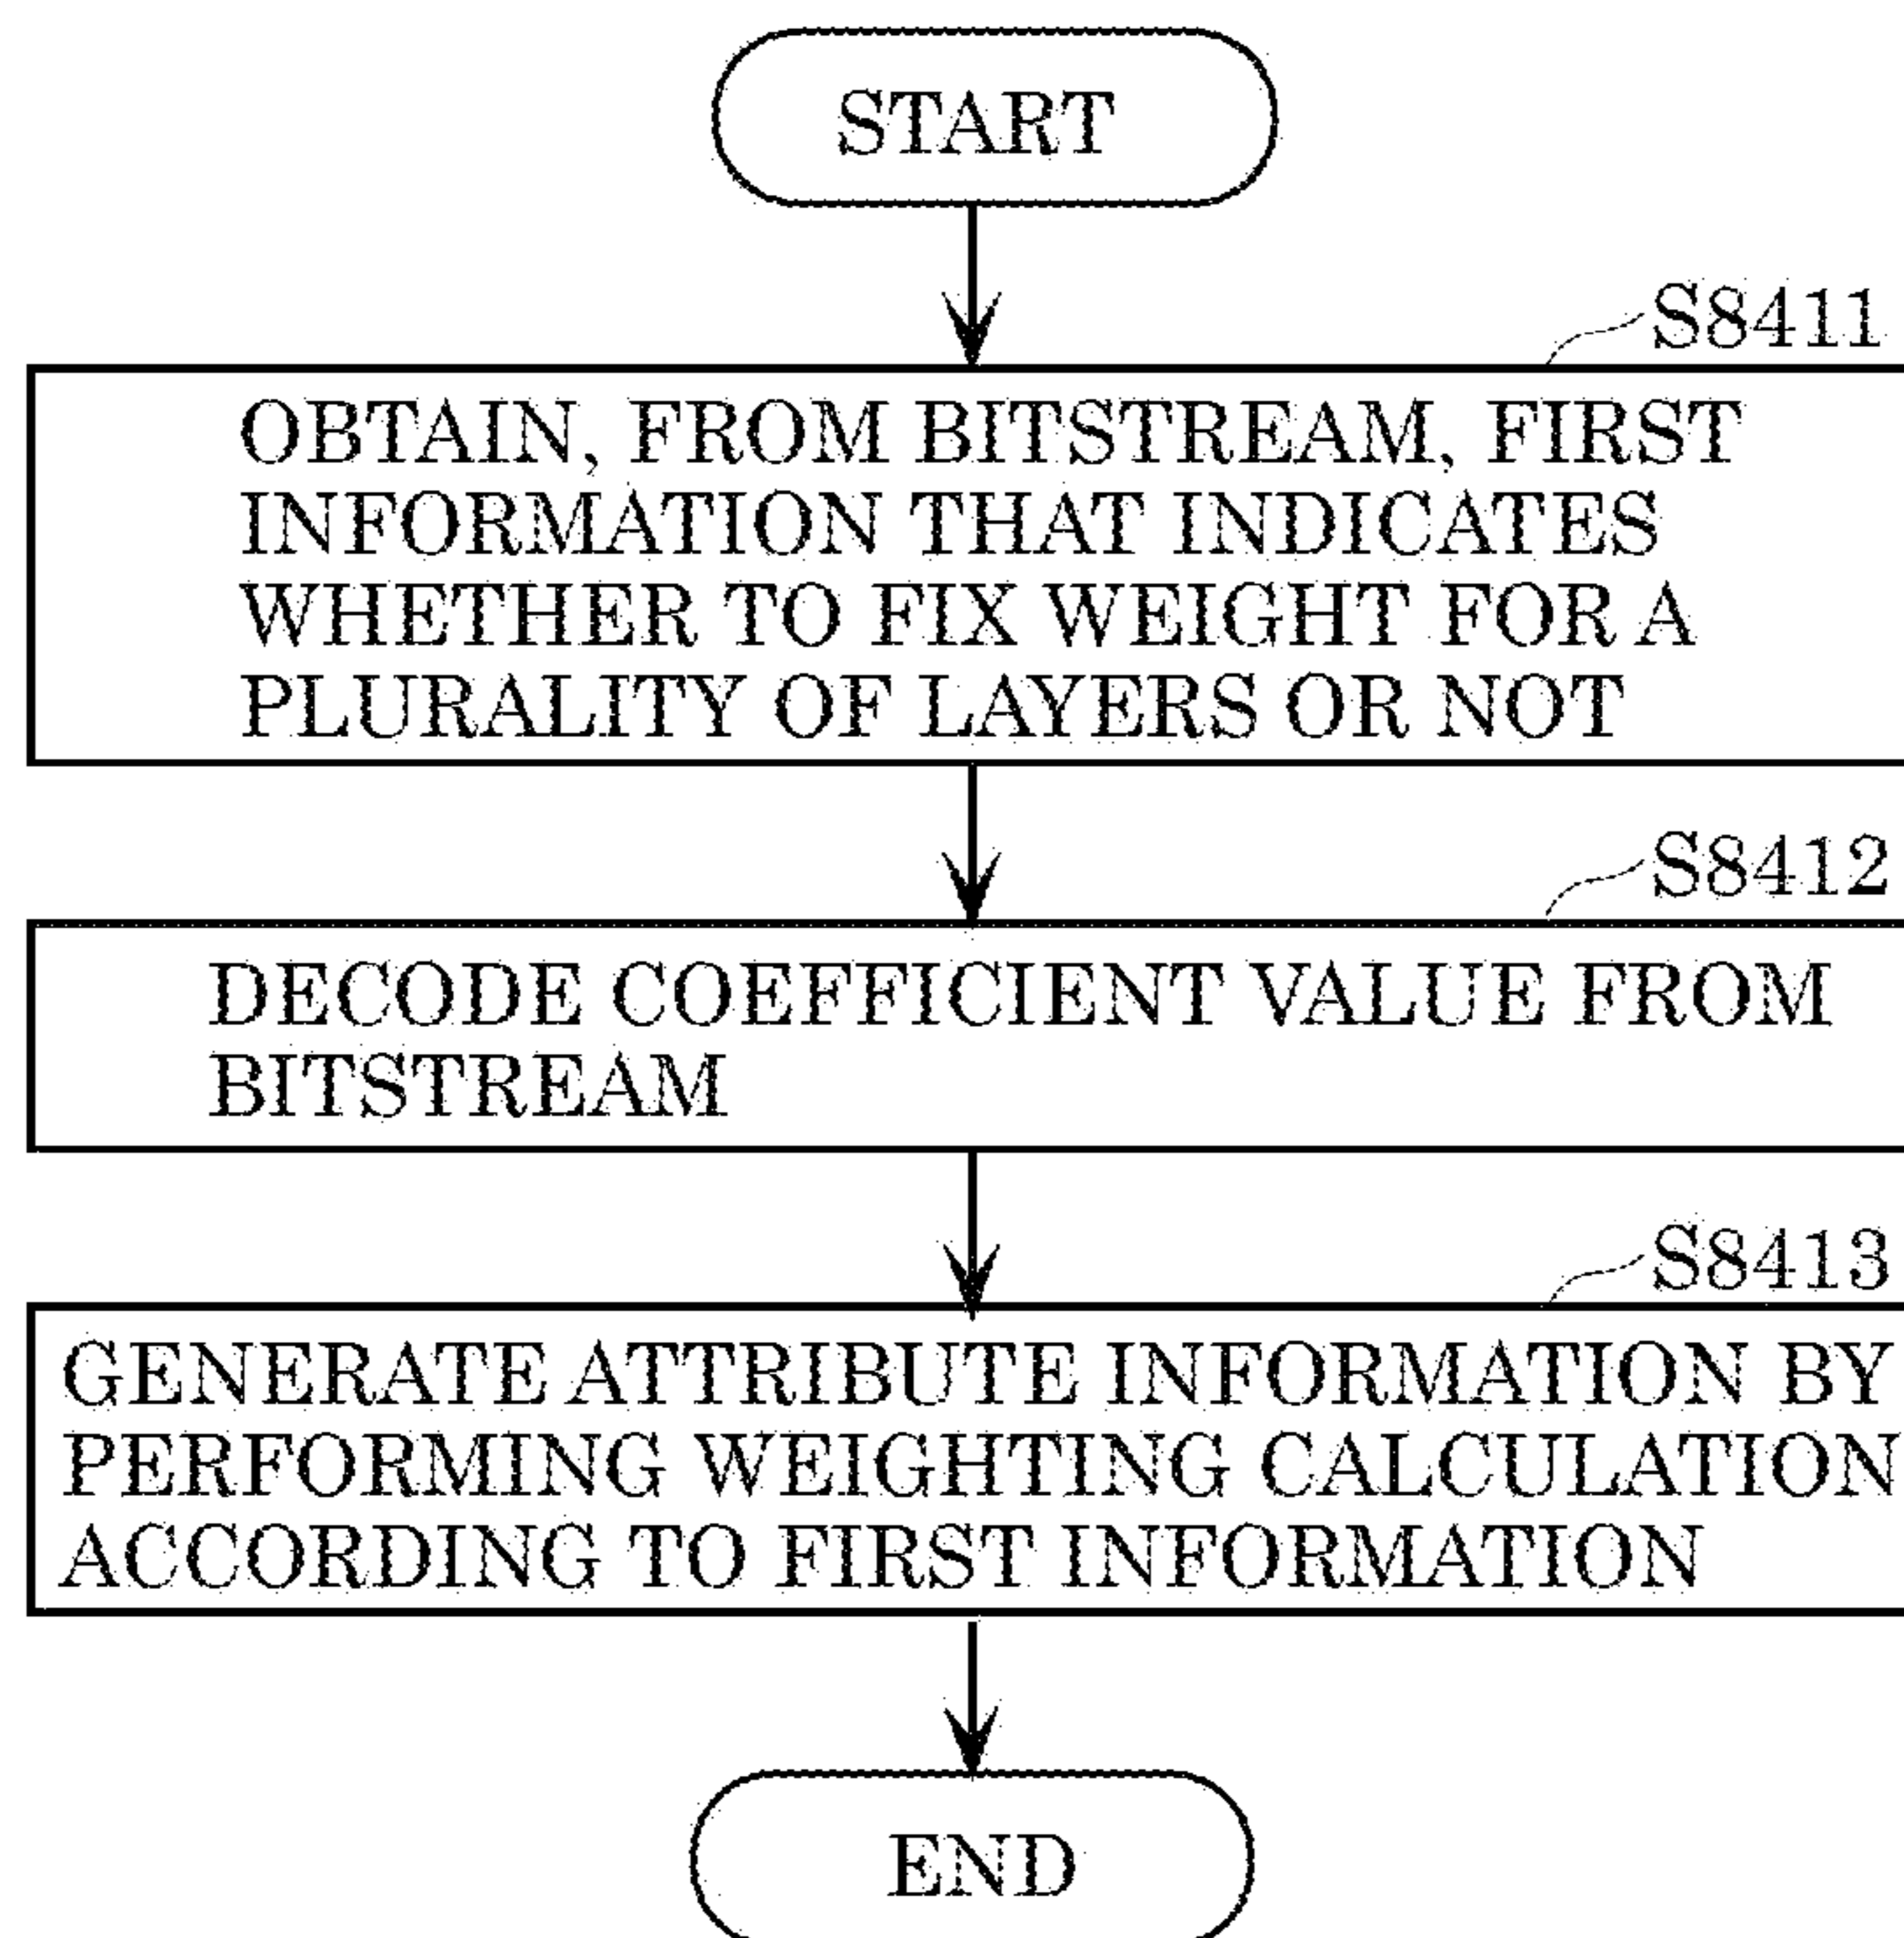 START
S8411
OBTAIN, FROM BITSTREAM, FIRST
INFORMATION THAT INDICATES
WHETHER TO FIX WEIGHT FOR A
PLURALITY OF LAYERS OR NOT
S8412
DECODE COEFFICIENT VALUE FROM
BITSTREAM
S8413
GENERATE ATTRIBUTE INFORMATION BY
PERFORMING WEIGHTING CALCULATION
ACCORDING TO FIRST INFORMATION
END